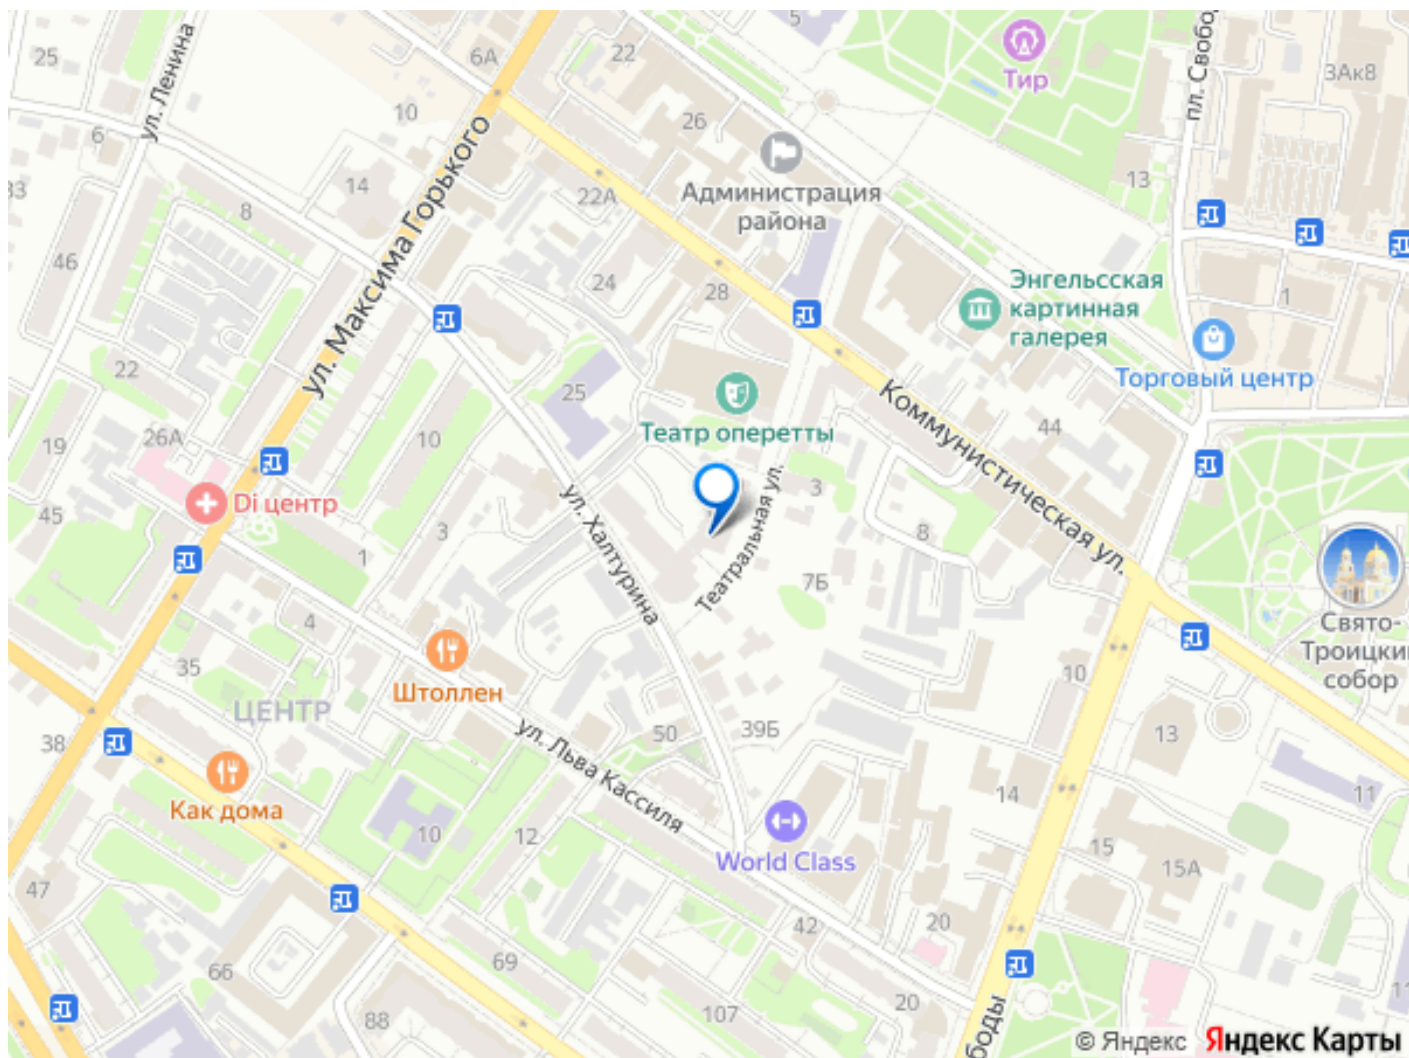 25
ул. Ленина
6А
22
5
Тир
пл. Свобо
3Ак8
10
6
26
Администрация
района
13
14
22А
8
ул. Максима Горького
46
24
28
Энгельсская
картинная
галерея
1
Торговый центр
22
25
Театр оперетты
Коммунистическая ул.
44
19
26А
10
Di центр
45
3
ул. Халтурина
Театральная ул.
3
8
1
7Б
4
Свято-
Троицки
собор
35
Штоллен
10
ЦЕНТР
38
ул. Льва Кассиля
50
39Б
13
Как дома
14
11
10
12
World Class
15
15А
47
42
20
66
69
20
107
88
боды
11
© Яндекс
Яндекс Карты